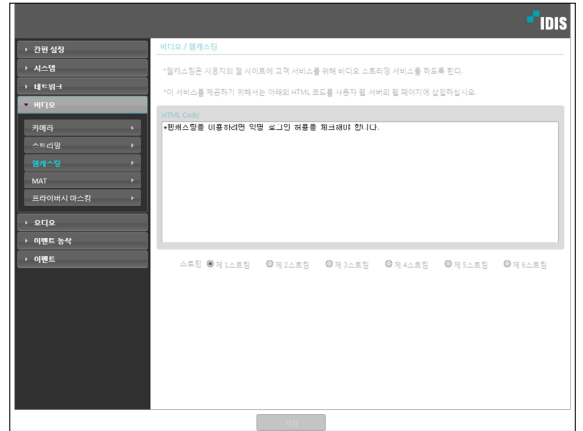 IDIS
간편 설정
시스템
네트워크
비디오
카메라
스트리밍
웹캐스팅
MAT
프라이버시 마스킹
오디오
이벤트 동작
이벤트
비디오 / 웹캐스팅
*웹캐스팅은 사용자의 웹 사이트에 고객 서비스를 위해 비디오 스트리밍 서비스를 하도록 한다.
*이 서비스를 제공하기 위해서는 아래의 HTML 코드를 사용자 웹 서버의 웹 페이지에 삽입하십시오.
HTML Code
*웹캐스팅을 이용하려면 익명 로그인 허용를 체크해야 합니다.
스트림 제 1스트림 제 2스트림 제 3스트림 제 4스트림 제 5스트림 제 6스트림